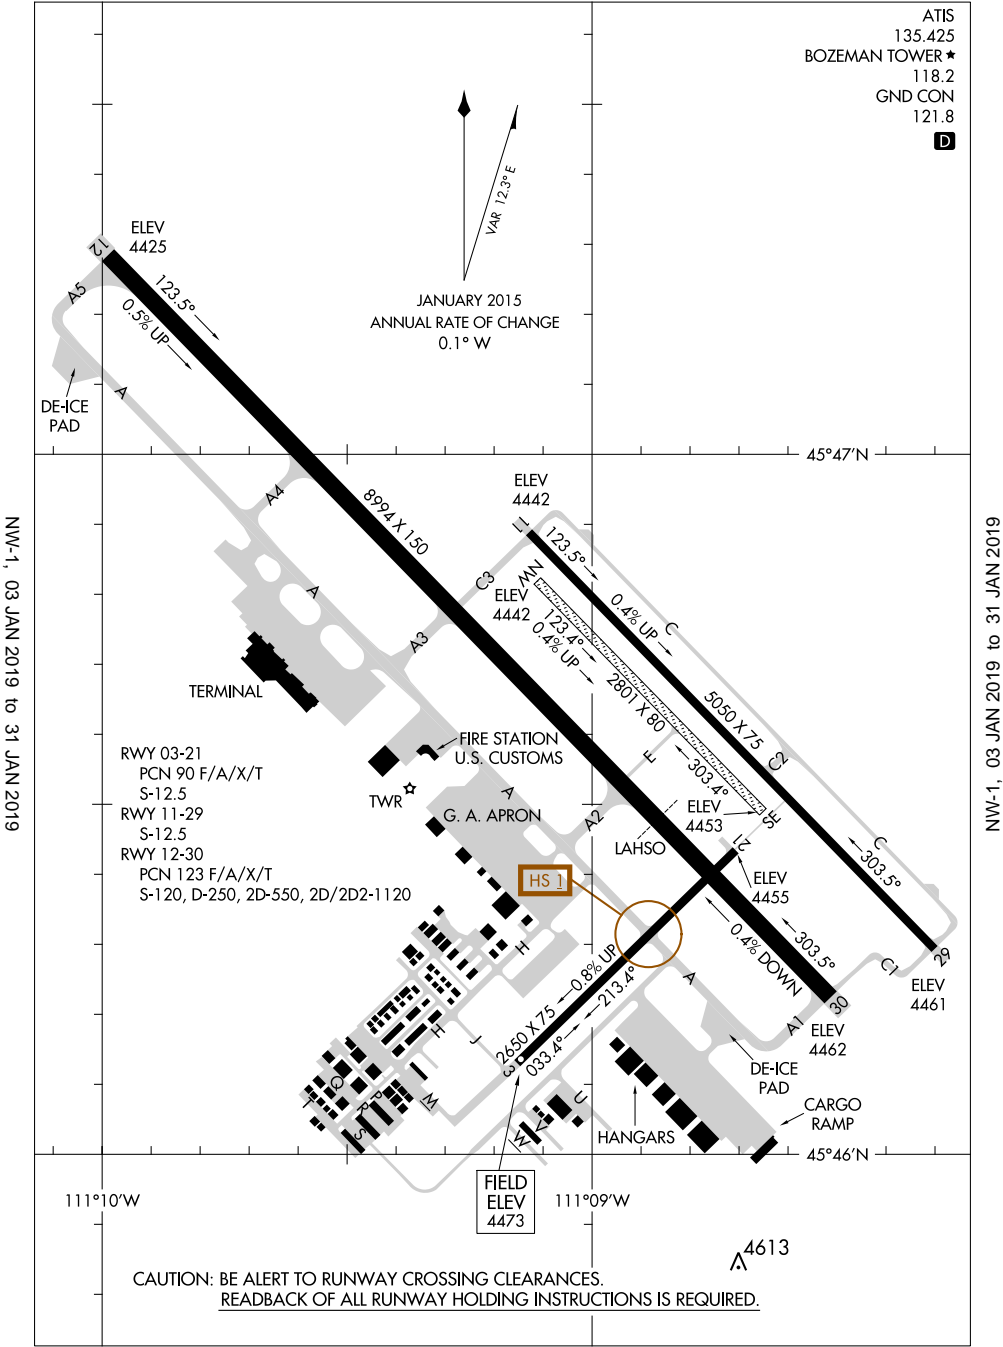 ATIS
135.425
BOZEMAN TOWER ★
118.2
GND CON
121.8
D
VAR 12.3° E
JANUARY 2015
ANNUAL RATE OF CHANGE
0.1° W
ELEV
4425
12
A5
123.5°
0.5% UP
A
DE-ICE
PAD
45°47'N
A4
8994 X 150
ELEV
4442
11
123.5°
C3
NW
ELEV
4442
123.4°
0.4% UP
0.4% UP
C
A
A3
2801 X 80
5050 X 75
TERMINAL
E
C2
303.4°
FIRE STATION
U.S. CUSTOMS
RWY 03-21
PCN 90 F/A/X/T
S-12.5
RWY 11-29
S-12.5
RWY 12-30
PCN 123 F/A/X/T
S-120, D-250, 2D-550, 2D/2D2-1120
TWR
A
G. A. APRON
A2
ELEV
4453
SE
LAHSO
21
C
303.5°
HS 1
ELEV
4455
H
0.4% DOWN
303.5°
29
C1
ELEV
4461
0.8% UP
213.4°
A
30
A1
ELEV
4462
2650 X 75
033.4°
3
H
J
DE-ICE
PAD
Q
T
P
R
S
M
U
V
W
HANGARS
CARGO
RAMP
45°46'N
FIELD
ELEV
4473
111°10'W
111°09'W
4613
CAUTION: BE ALERT TO RUNWAY CROSSING CLEARANCES.
READBACK OF ALL RUNWAY HOLDING INSTRUCTIONS IS REQUIRED.
NW-1, 03 JAN 2019 to 31 JAN 2019
NW-1, 03 JAN 2019 to 31 JAN 2019